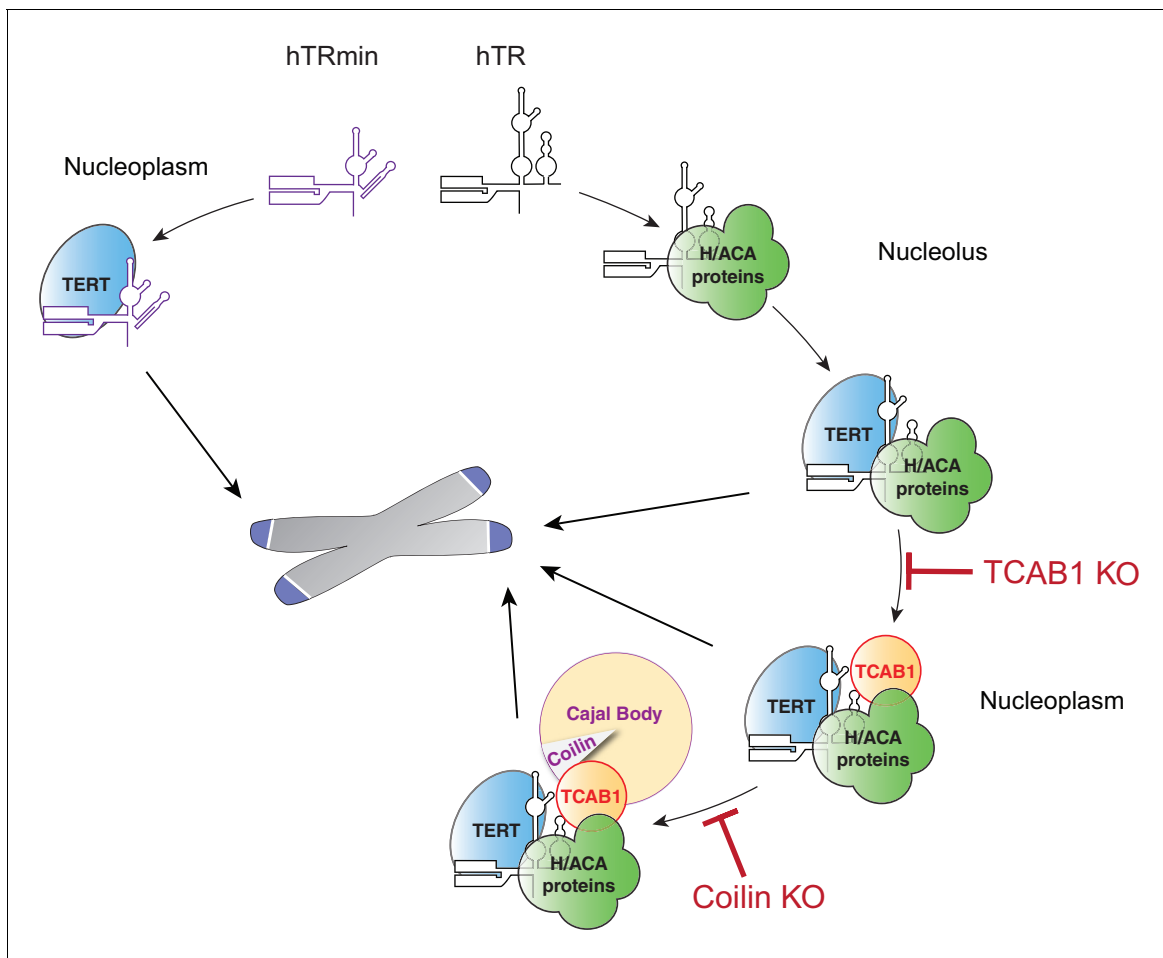 hTRmin
hTR
Nucleoplasm
TERT
H/ACA
proteins
Nucleolus
TERT
H/ACA
proteins
TCAB1 KO
TCAB1
TERT
H/ACA
proteins
Nucleoplasm
Cajal Body
Coilin
TCAB1
TERT
H/ACA
proteins
Coilin KO